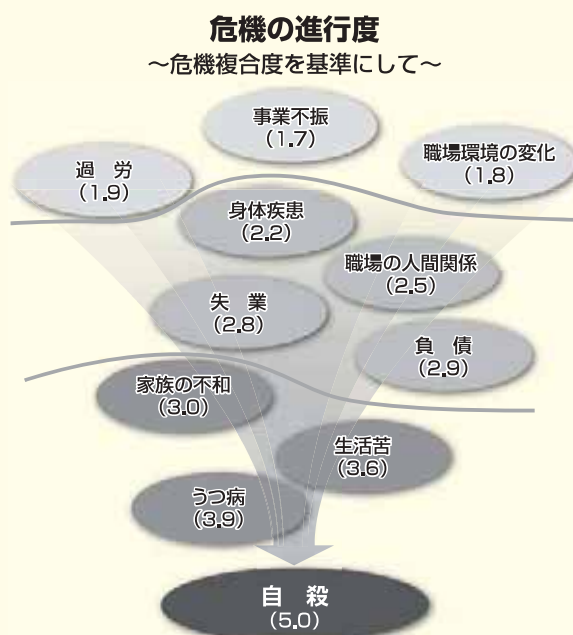 危機の進行度
～危機複合度を基準にして～
事業不振
(1.7)
過 労
(1.9)
職場環境の変化
(1.8)
身体疾患
(2.2)
職場の人間関係
(2.5)
失 業
(2.8)
負 債
(2.9)
家族の不和
(3.0)
生活苦
(3.6)
うつ病
(3.9)
自 殺
(5.0)